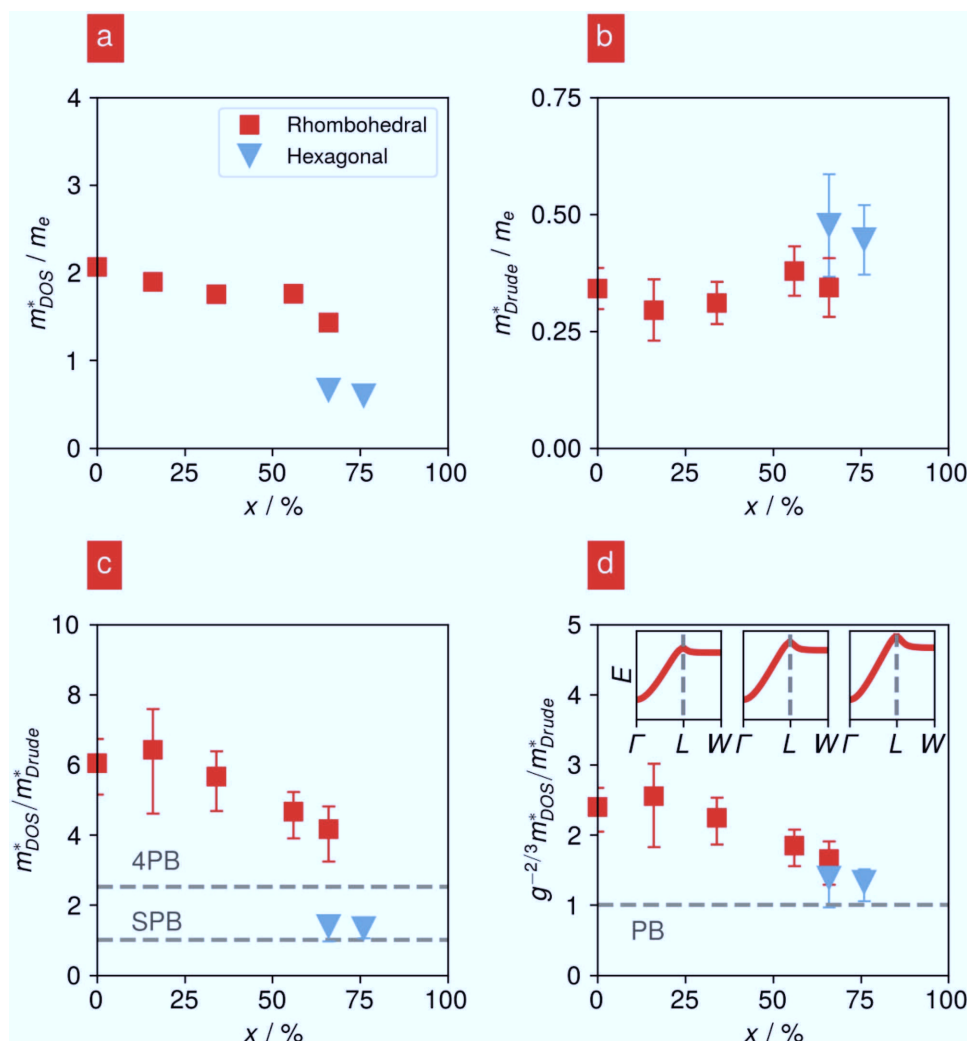 a
4
3
2
1
0
m*DOS / me
Rhombohedral
Hexagonal
0 25 50 75 100
x / %
b
0.75
0.50
0.25
0.00
m*Drude / me
0 25 50 75 100
x / %
c
10
8
6
4
2
0
m*DOS/m*Drude
4PB
SPB
0 25 50 75 100
x / %
d
5
4
3
2
1
0
g−2/3m*DOS/m*Drude
E
Γ L W Γ L W Γ L W
PB
0 25 50 75 100
x / %